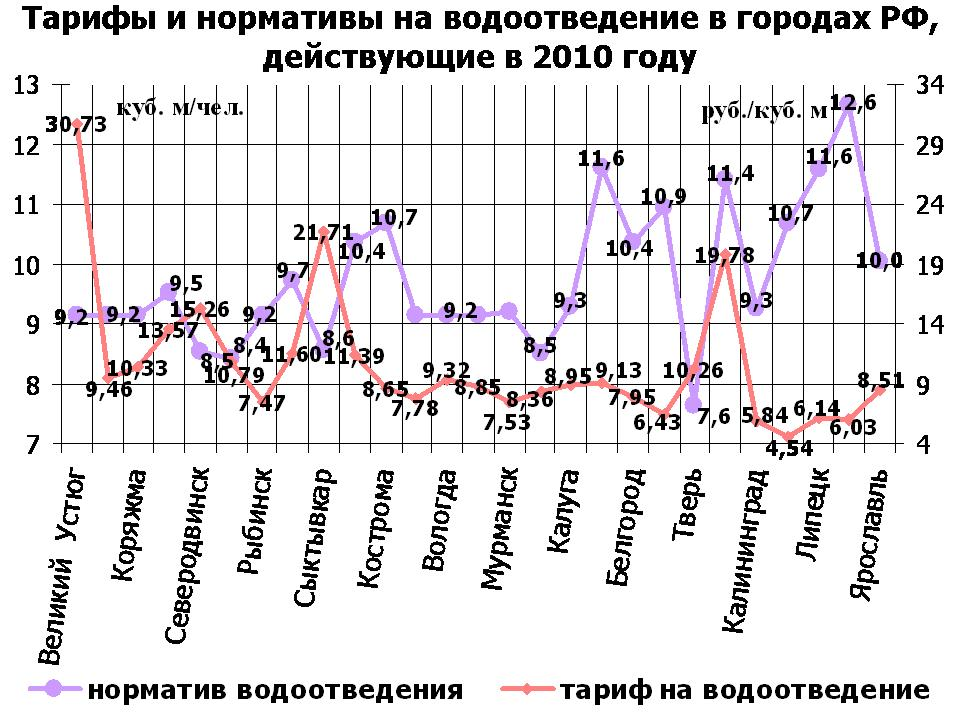 Тарифы и нормативы на водоотведение в городах РФ,
действующие в 2010 году
13 34
куб. м/чел. руб./куб. м 12,6
30,73
12 29
11,6 11,6
11,4
10,9
11 24
10,7 10,7
21,71
10,4 10,4 19,78
10 19
10,0
9,7
9,5
15,26 9,3 9,3
9,2 9,2 9,2 9,2
9 14
13,57
8,6
8,4 8,5
8,5 11,60 11,39
10,33 10,79 9,32 8,95 9,13 10,26
8 9
9,46 8,65 8,85 8,51
7,47 7,78 8,36 7,95
7,53 6,43 7,6 5,84 6,14 6,03
7 4
4,54
Великий Устюг
Коряжма
Северодвинск
Рыбинск
Сыктывкар
Кострома
Вологда
Мурманск
Калуга
Белгород
Тверь
Калининград
Липецк
Ярославль
норматив водоотведения тариф на водоотведение